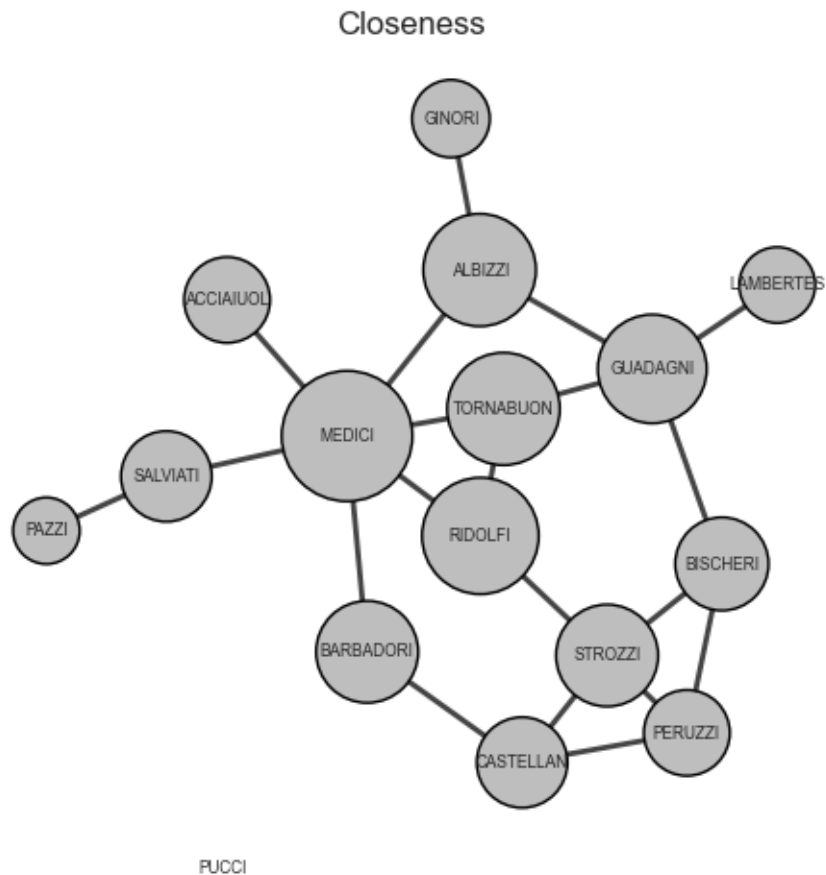 Closeness
GINORI
ALBIZZI
LAMBERTES
ACCIAIUOL
GUADAGNI
TORNABUON
MEDICI
SALVIATI
PAZZI
RIDOLFI
BISCHERI
BARBADORI
STROZZI
PERUZZI
CASTELLAN
PUCCI